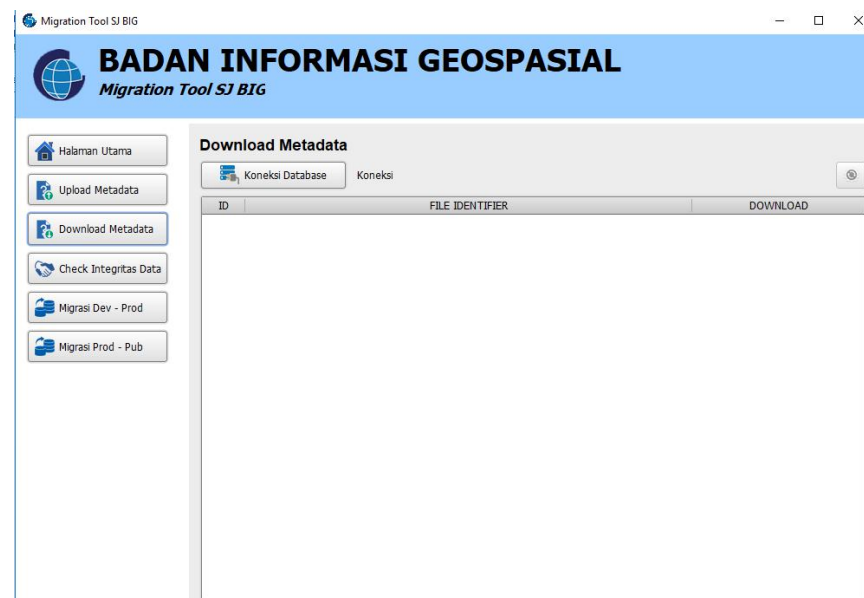 Migration Tool SJ BIG
BADAN INFORMASI GEOSPASIAL
Migration Tool SJ BIG
Halaman Utama
Upload Metadata
Download Metadata
Check Integritas Data
Migrasi Dev - Prod
Migrasi Prod - Pub
Download Metadata
Koneksi Database Koneksi
ID FILE IDENTIFIER DOWNLOAD